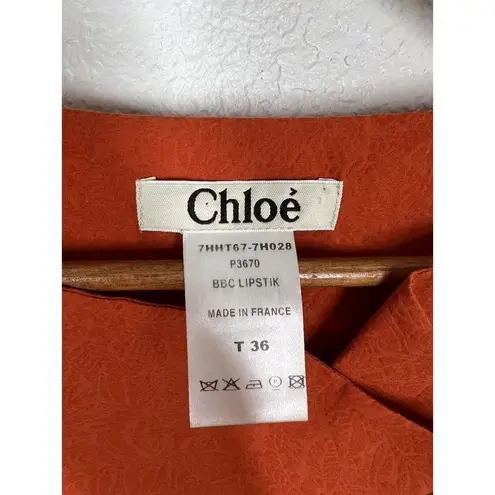 Chloé
7HHT67-7H028
P3670
BBC LIPSTIK
MADE IN FRANCE
T 36